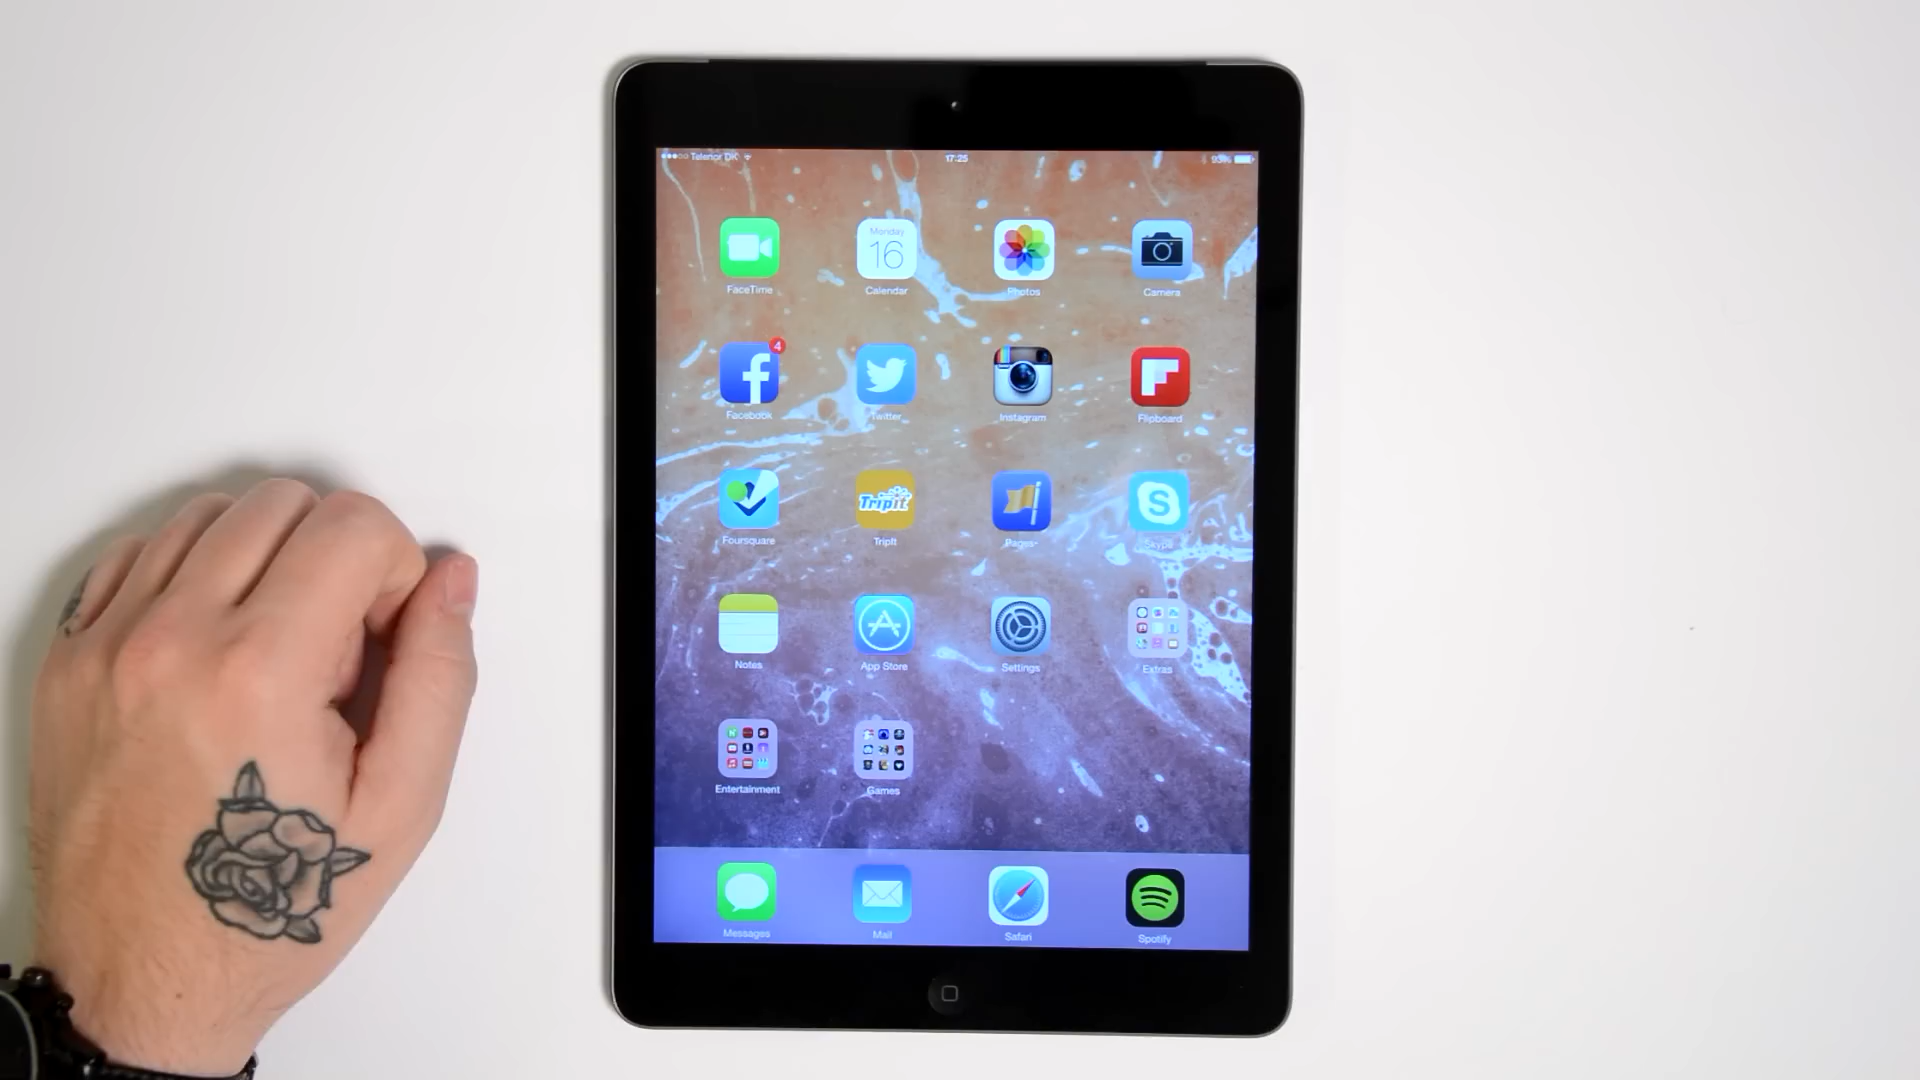 Telenor DK 17:25 93%
Monday
16
FaceTime Calendar Photos Camera
4
Facebook Twitter Instagram Flipboard
TripIt
Foursquare TripIt Pages Skype
Notes App Store Settings Extras
Entertainment Games
Messages Mail Safari Spotify